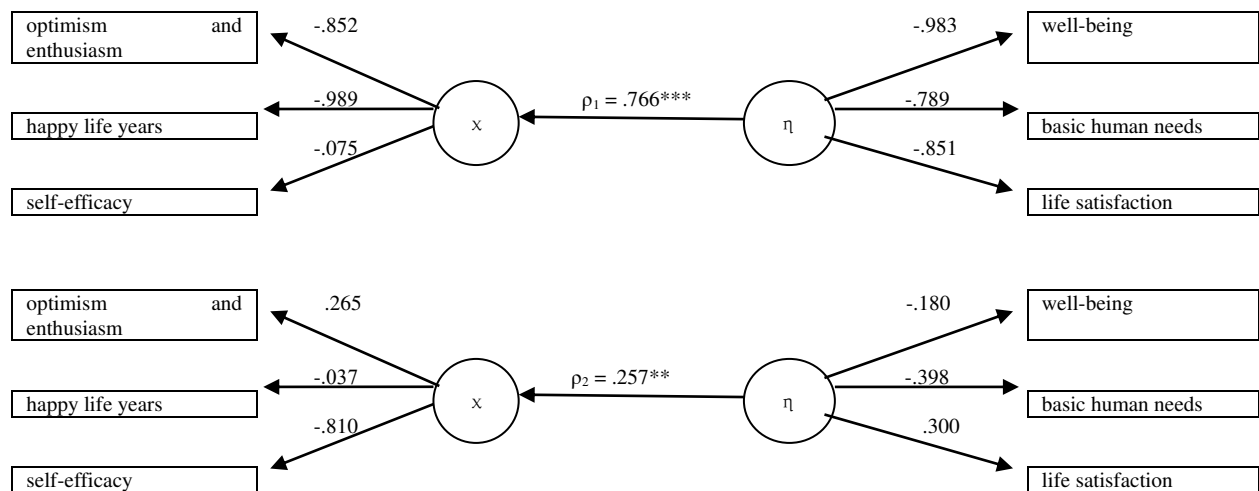 optimism and
enthusiasm
-.852
-.983
well-being
ρ1 = .766***
happy life years
-.989
χ
η
-.789
basic human needs
-.075
-.851
self-efficacy
life satisfaction
optimism and
enthusiasm
.265
-.180
well-being
ρ2 = .257**
happy life years
-.037
χ
η
-.398
basic human needs
-.810
.300
self-efficacy
life satisfaction